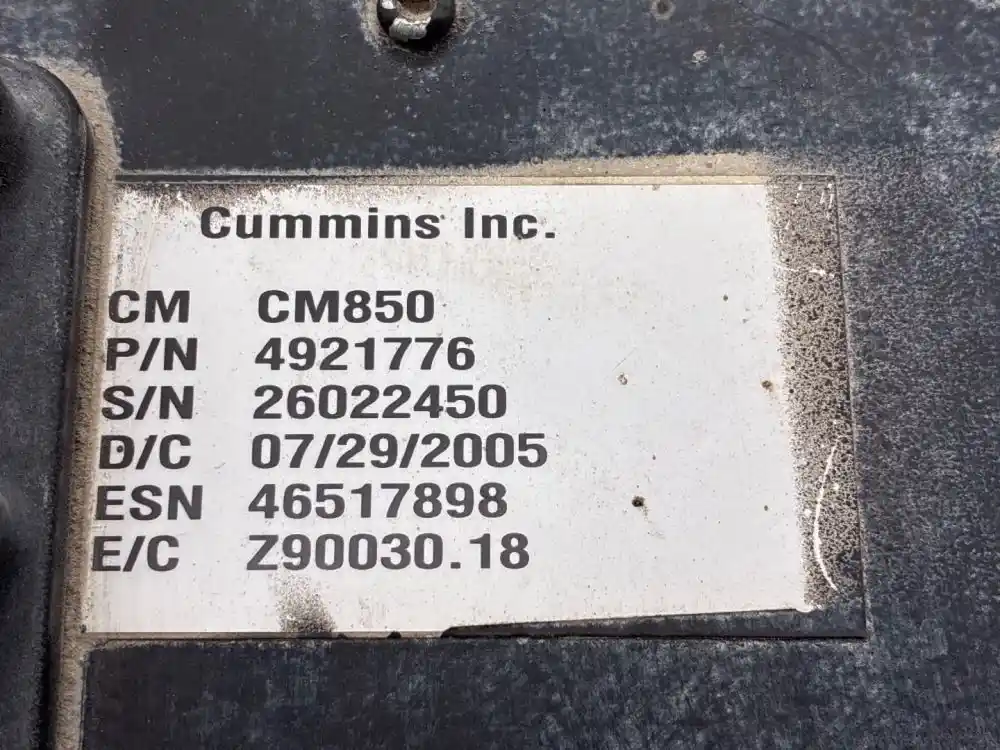 Cummins Inc.
CM CM850
P/N 4921776
S/N 26022450
D/C 07/29/2005
ESN 46517898
E/C Z90030.18